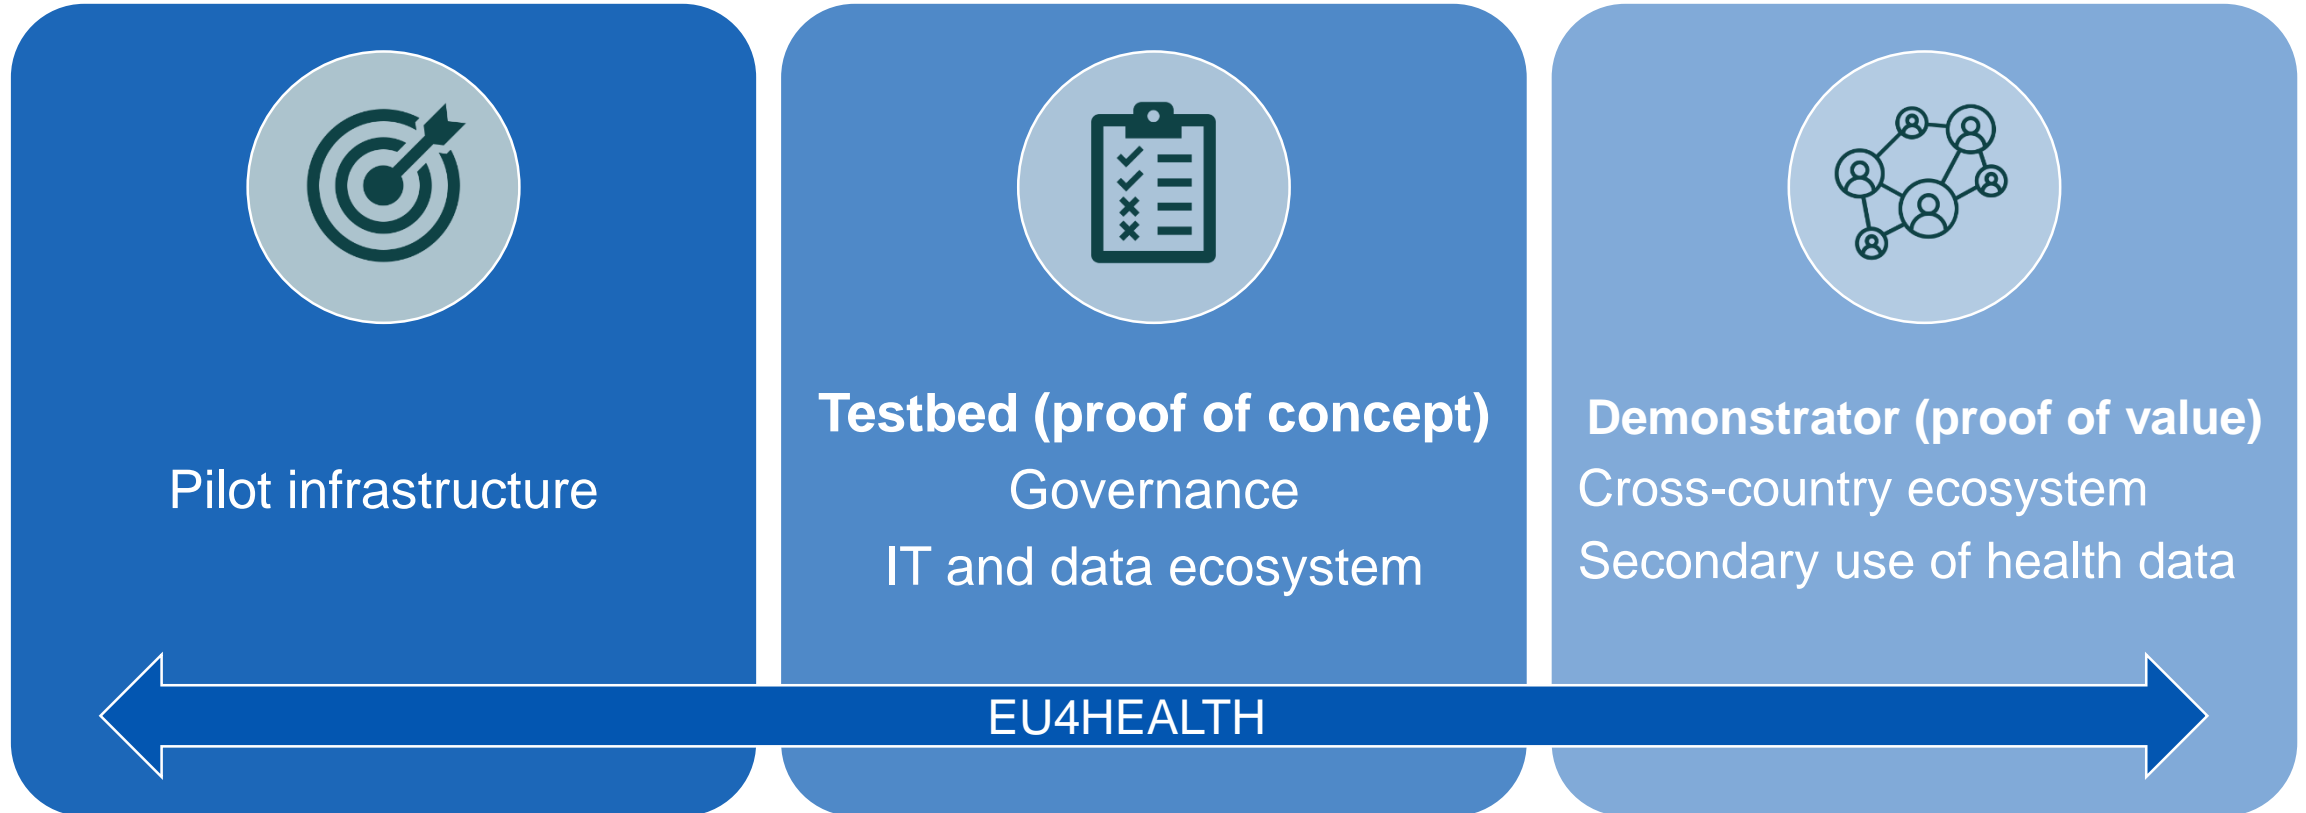 Pilot infrastructure
Testbed (proof of concept)
Governance
IT and data ecosystem
Demonstrator (proof of value)
Cross-country ecosystem
Secondary use of health data
EU4HEALTH